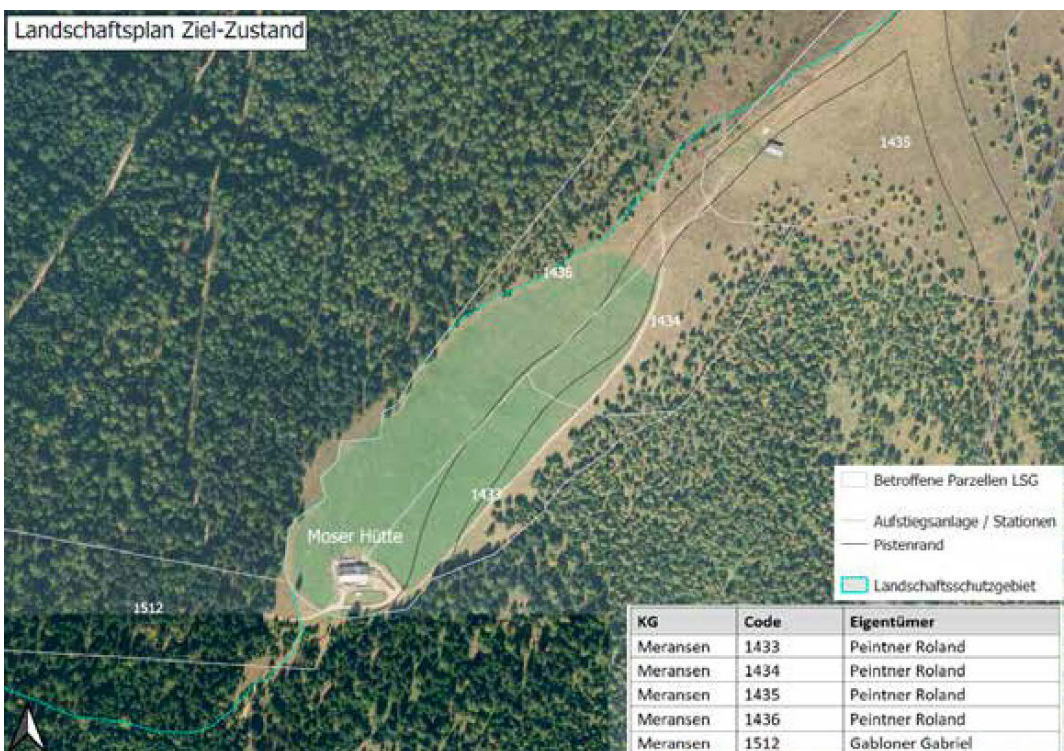 Landschaftsplan Ziel-Zustand
1435
1436
1434
1433
Moser Hütte
1512
Betroffene Parzellen LSG
Aufstiegsanlage / Stationen
Pistenrand
Landschaftsschutzgebiet
KG Code Eigentümer
Meransen 1433 Peintner Roland
Meransen 1434 Peintner Roland
Meransen 1435 Peintner Roland
Meransen 1436 Peintner Roland
Meransen 1512 Gabloner Gabriel